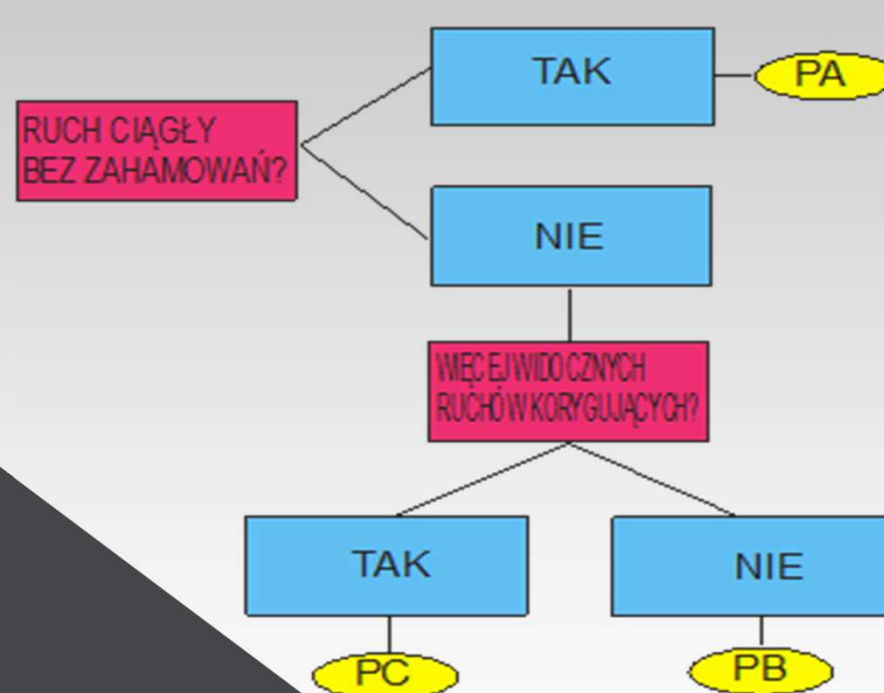 TAK
PA
RUCH CIĄGŁY
BEZ ZAHAMOWAŃ?
NIE
WIĘCEJ WIDOCZNYCH
RUCHÓW KORYGUJĄCYCH?
TAK
NIE
PC
PB